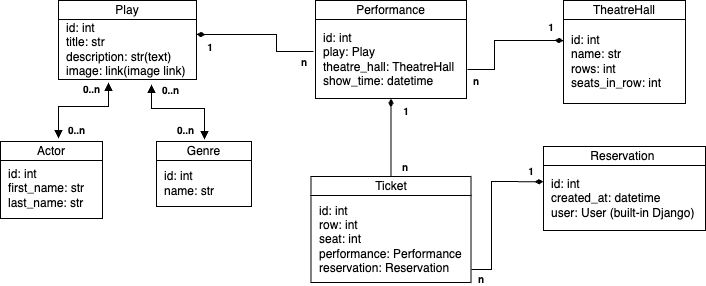 Play
id: int
title: str
description: str(text)
image: link(image link)
1
n
Performance
id: int
play: Play
theatre_hall: TheatreHall
show_time: datetime
1
n
TheatreHall
id: int
name: str
rows: int
seats_in_row: int
0..n
0..n
0..n
0..n
Actor
id: int
first_name: str
last_name: str
Genre
id: int
name: str
1
n
Ticket
id: int
row: int
seat: int
performance: Performance
reservation: Reservation
1
n
Reservation
id: int
created_at: datetime
user: User (built-in Django)